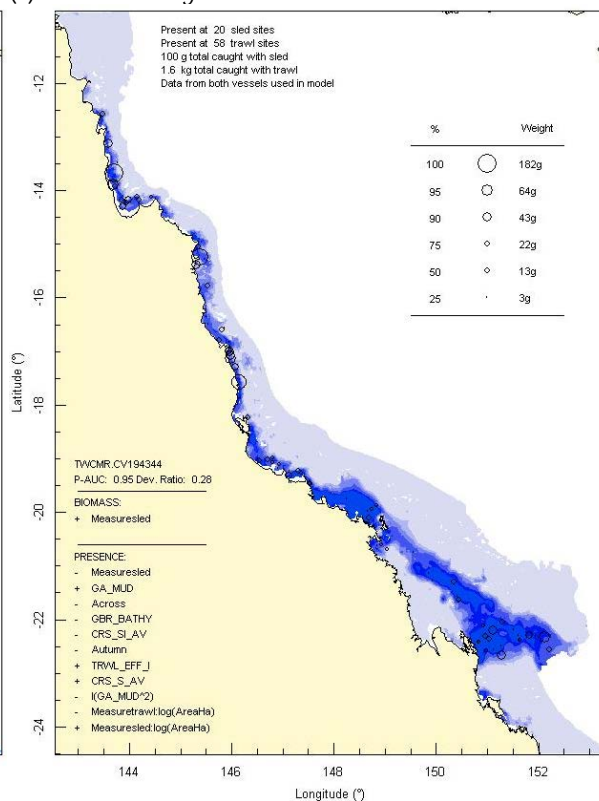 Present at 20 sled sites
Present at 58 trawl sites
100 g total caught with sled
1.6 kg total caught with trawl
Data from both vessels used in model
% Weight
100 182g
95 64g
90 43g
75 22g
50 13g
25 3g
-12
-14
-16
-18
-20
-22
-24
Latitude (°)
TWCMR.CV194344
P-AUC: 0.95 Dev. Ratio: 0.28
BIOMASS:
+ Measuresled
PRESENCE:
- Measuresled
+ GA_MUD
- Across
- GBR_BATHY
- CRS_SI_AV
- Autumn
+ TRWL_EFF_I
+ CRS_S_AV
- I(GA_MUD^2)
- Measuretrawl:log(AreaHa)
+ Measuresled:log(AreaHa)
144 146 148 150 152
Longitude (°)